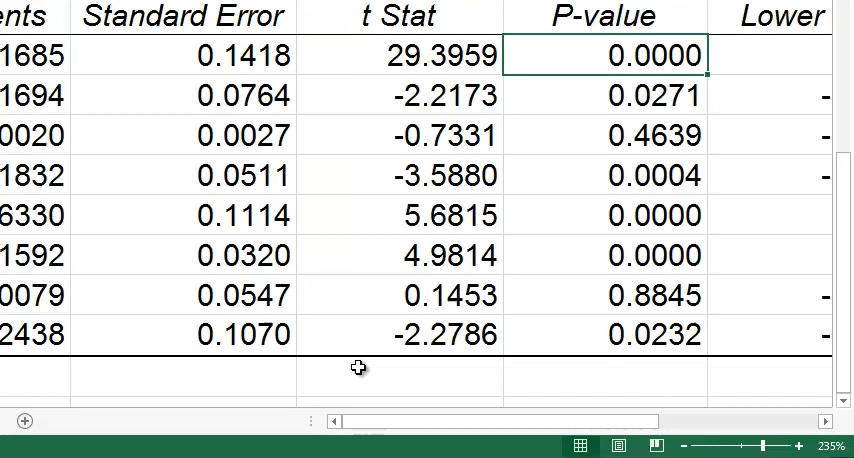 ents Standard Error t Stat P-value Lower
1685 0.1418 29.3959 0.0000
1694 0.0764 -2.2173 0.0271 -
0020 0.0027 -0.7331 0.4639 -
1832 0.0511 -3.5880 0.0004 -
6330 0.1114 5.6815 0.0000
1592 0.0320 4.9814 0.0000
0079 0.0547 0.1453 0.8845 -
2438 0.1070 -2.2786 0.0232 -
235%